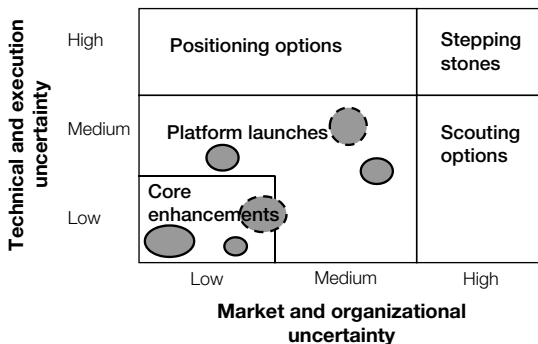 High
Positioning options
Stepping
stones
Technical and execution
uncertainty
Medium
Platform launches
Scouting
options
Core
enhancements
Low
Low
Medium
High
Market and organizational
uncertainty